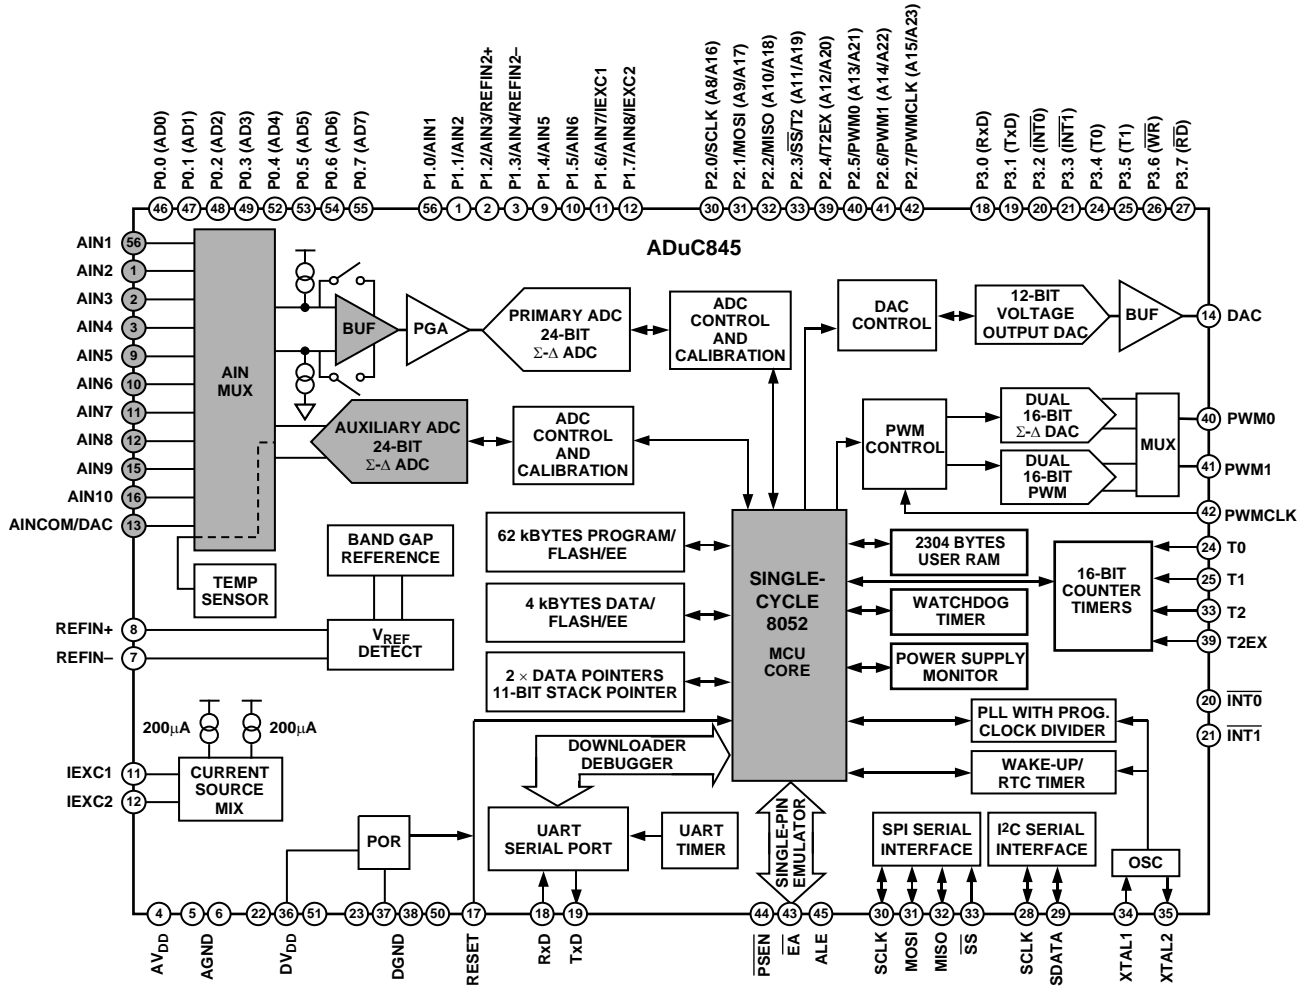 P0.0 (AD0)
P0.1 (AD1)
P0.2 (AD2)
P0.3 (AD3)
P0.4 (AD4)
P0.5 (AD5)
P0.6 (AD6)
P0.7 (AD7)
P1.0/AIN1
P1.1/AIN2
P1.2/AIN3/REFIN2+
P1.3/AIN4/REFIN2–
P1.4/AIN5
P1.5/AIN6
P1.6/AIN7/IEXC1
P1.7/AIN8/IEXC2
P2.0/SCLK (A8/A16)
P2.1/MOSI (A9/A17)
P2.2/MISO (A10/A18)
P2.3/SS/T2 (A11/A19)
P2.4/T2EX (A12/A20)
P2.5/PWM0 (A13/A21)
P2.6/PWM1 (A14/A22)
P2.7/PWMCLK (A15/A23)
P3.0 (RxD)
P3.1 (TxD)
P3.2 (INT0)
P3.3 (INT1)
P3.4 (T0)
P3.5 (T1)
P3.6 (WR)
P3.7 (RD)
46 47 48 49 52 53 54 55
56 1 2 3 9 10 11 12
30 31 32 33 39 40 41 42
18 19 20 21 24 25 26 27
ADuC845
AIN1 56
AIN2 1
AIN3 2
AIN4 3
AIN5 9
AIN6 10
AIN7 11
AIN8 12
AIN9 15
AIN10 16
AINCOM/DAC 13
AIN
MUX
BUF
PGA
PRIMARY ADC
24-BIT
Σ-Δ ADC
ADC
CONTROL
AND
CALIBRATION
DAC
CONTROL
12-BIT
VOLTAGE
OUTPUT DAC
BUF
14 DAC
AUXILIARY ADC
24-BIT
Σ-Δ ADC
ADC
CONTROL
AND
CALIBRATION
PWM
CONTROL
DUAL
16-BIT
Σ-Δ DAC
DUAL
16-BIT
PWM
MUX
40 PWM0
41 PWM1
42 PWMCLK
TEMP
SENSOR
BAND GAP
REFERENCE
REFIN+ 8
REFIN– 7
VREF
DETECT
62 kBYTES PROGRAM/
FLASH/EE
4 kBYTES DATA/
FLASH/EE
2 × DATA POINTERS
11-BIT STACK POINTER
SINGLE-
CYCLE
8052
MCU
CORE
2304 BYTES
USER RAM
WATCHDOG
TIMER
POWER SUPPLY
MONITOR
16-BIT
COUNTER
TIMERS
24 T0
25 T1
33 T2
39 T2EX
20 INT0
21 INT1
200μA
200μA
IEXC1 11
IEXC2 12
CURRENT
SOURCE
MIX
DOWNLOADER
DEBUGGER
PLL WITH PROG.
CLOCK DIVIDER
WAKE-UP/
RTC TIMER
POR
UART
SERIAL PORT
UART
TIMER
SINGLE-PIN
EMULATOR
SPI SERIAL
INTERFACE
I2C SERIAL
INTERFACE
OSC
4 5 6 22 36 51 23 37 38 50 17 18 19 44 43 45 30 31 32 33 28 29 34 35
AVDD
AGND
DVDD
DGND
RESET
RxD
TxD
PSEN
EA
ALE
SCLK
MOSI
MISO
SS
SCLK
SDATA
XTAL1
XTAL2